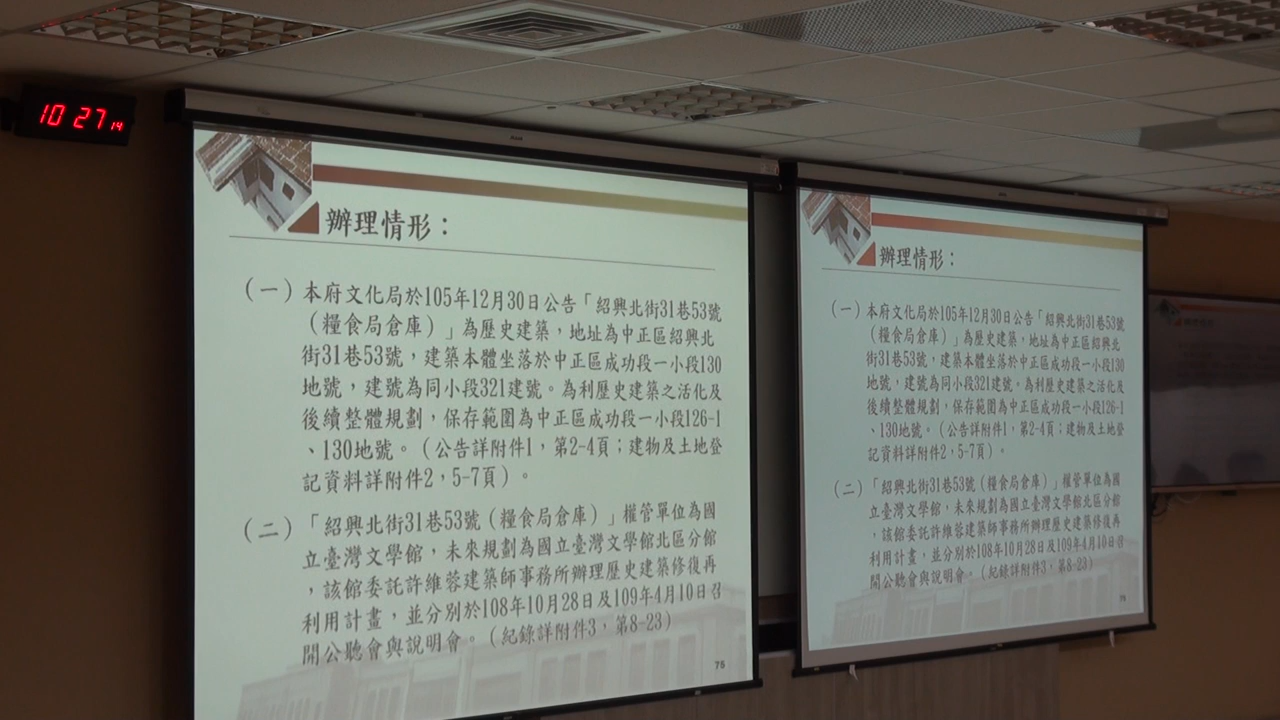 10 27 14
辦理情形：
（一）本府文化局於105年12月30日公告「紹興北街31巷53號
（糧食局倉庫）」為歷史建築，地址為中正區紹興北
街31巷53號，建築本體坐落於中正區成功段一小段130
地號，建號為同小段321建號。為利歷史建築之活化及
後續整體規劃，保存範圍為中正區成功段一小段126-1
、130地號。（公告詳附件1，第2-4頁；建物及土地登
記資料詳附件2，5-7頁）。
（二）「紹興北街31巷53號（糧食局倉庫）」權管單位為國
立臺灣文學館，未來規劃為國立臺灣文學館北區分館
，該館委託許維蓉建築師事務所辦理歷史建築修復再
利用計畫，並分別於108年10月28日及109年4月10日召
開公聽會與說明會。（紀錄詳附件3，第8-23）
75
辦理情形：
（一）本府文化局於105年12月30日公告「紹興北街31巷53號
（糧食局倉庫）」為歷史建築，地址為中正區紹興北
街31巷53號，建築本體坐落於中正區成功段一小段130
地號，建號為同小段321建號。為利歷史建築之活化及
後續整體規劃，保存範圍為中正區成功段一小段126-1
、130地號。（公告詳附件1，第2-4頁；建物及土地登
記資料詳附件2，5-7頁）。
（二）「紹興北街31巷53號（糧食局倉庫）」權管單位為國
立臺灣文學館，未來規劃為國立臺灣文學館北區分館
，該館委託許維蓉建築師事務所辦理歷史建築修復再
利用計畫，並分別於108年10月28日及109年4月10日召
開公聽會與說明會。（紀錄詳附件3，第8-23）
75